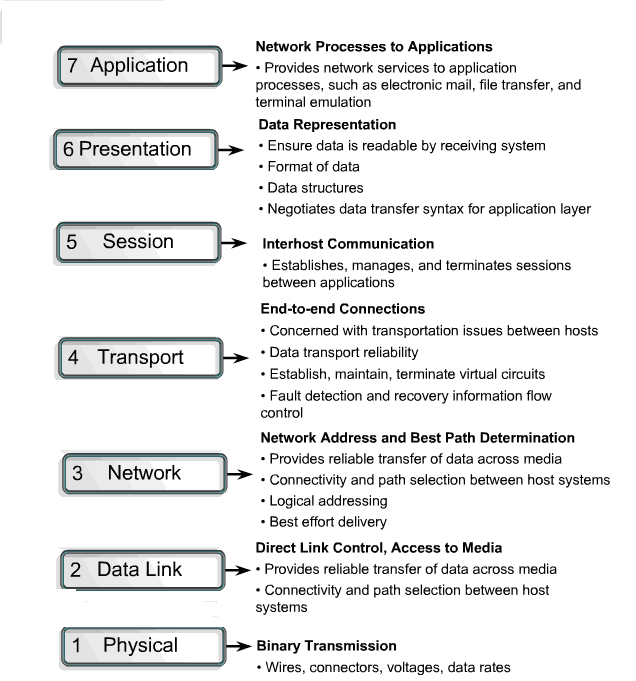 Network Processes to Applications
7 Application
• Provides network services to application
processes, such as electronic mail, file transfer, and
terminal emulation
Data Representation
6 Presentation
• Ensure data is readable by receiving system
• Format of data
• Data structures
• Negotiates data transfer syntax for application layer
5 Session
Interhost Communication
• Establishes, manages, and terminates sessions
between applications
End-to-end Connections
• Concerned with transportation issues between hosts
4 Transport
• Data transport reliability
• Establish, maintain, terminate virtual circuits
• Fault detection and recovery information flow
control
Network Address and Best Path Determination
• Provides reliable transfer of data across media
3 Network
• Connectivity and path selection between host systems
• Logical addressing
• Best effort delivery
Direct Link Control, Access to Media
2 Data Link
• Provides reliable transfer of data across media
• Connectivity and path selection between host
systems
1 Physical
Binary Transmission
• Wires, connectors, voltages, data rates